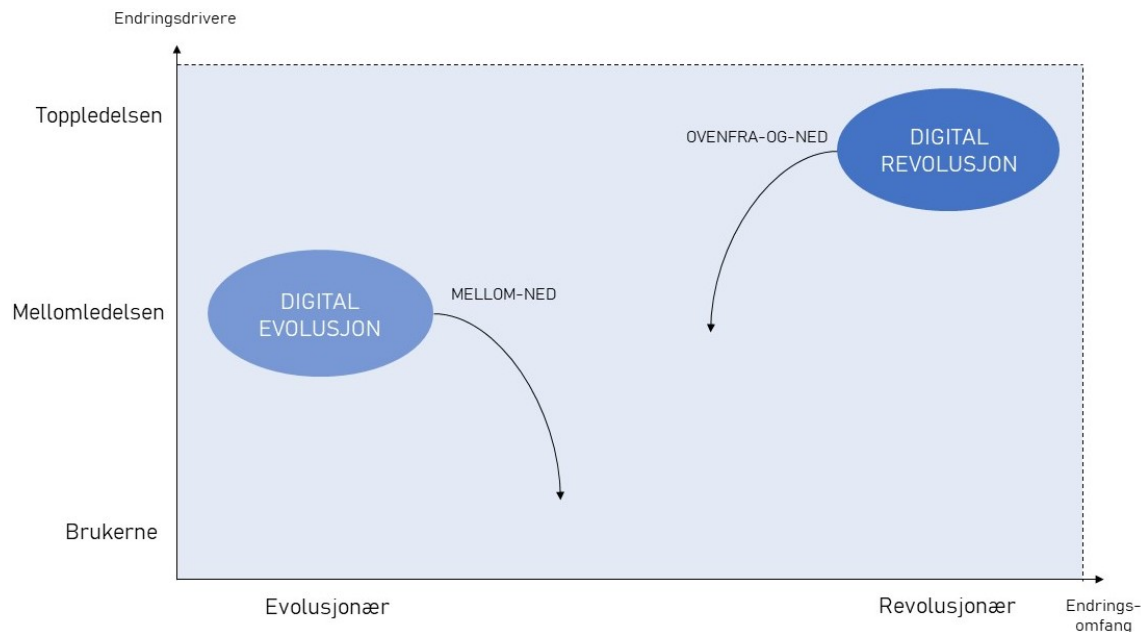 Endringsdrivere
Toppledelsen
OVENFRA-OG-NED
DIGITAL
REVOLUSJON
Mellomledelsen
DIGITAL
EVOLUSJON
MELLOM-NED
Brukerne
Evolusjonær
Revolusjonær
Endrings-
omfang